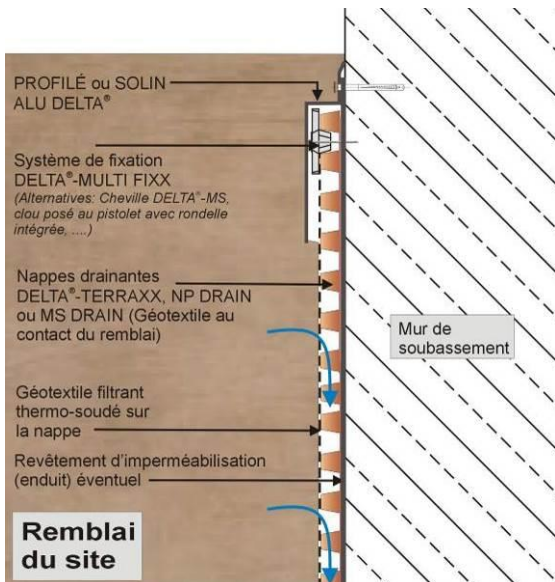 PROFILÉ ou SOLIN
ALU DELTA®
Système de fixation
DELTA®-MULTI FIXX
(Alternatives: Cheville DELTA®-MS,
clou posé au pistolet avec rondelle
intégrée, ....)
Nappes drainantes
DELTA®-TERRAXX, NP DRAIN
ou MS DRAIN (Géotextile au
contact du remblai)
Mur de
soubassement
Géotextile filtrant
thermo-soudé sur
la nappe
Revêtement d'imperméabilisation
(enduit) éventuel
Remblai
du site